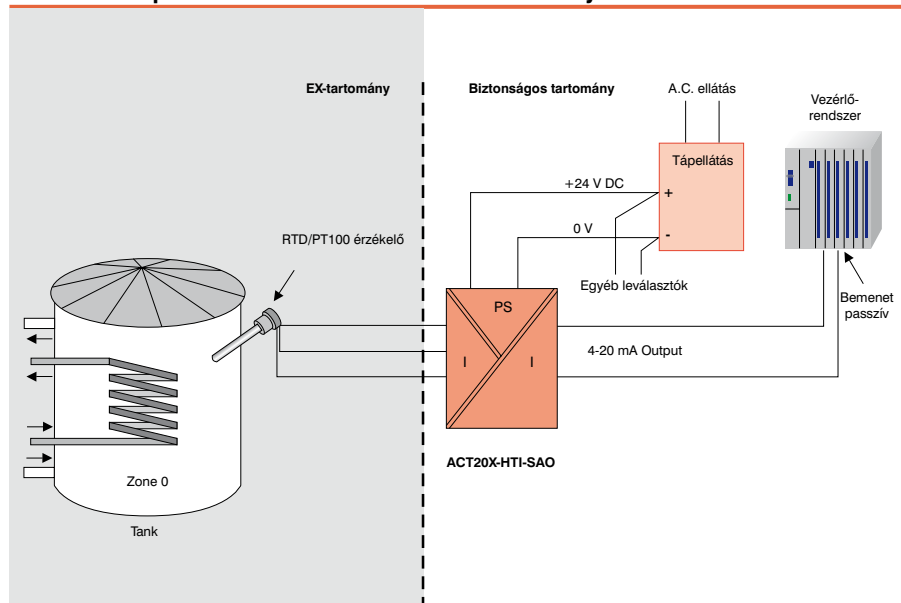 EX-tartomány
Biztonságos tartomány
A.C. ellátás
Vezérlő-
rendszer
Tápellátás
+24 V DC
+
0 V
-
RTD/PT100 érzékelő
Egyéb leválasztók
Bemenet
passzív
PS
I
I
4-20 mA Output
ACT20X-HTI-SAO
Zone 0
Tank